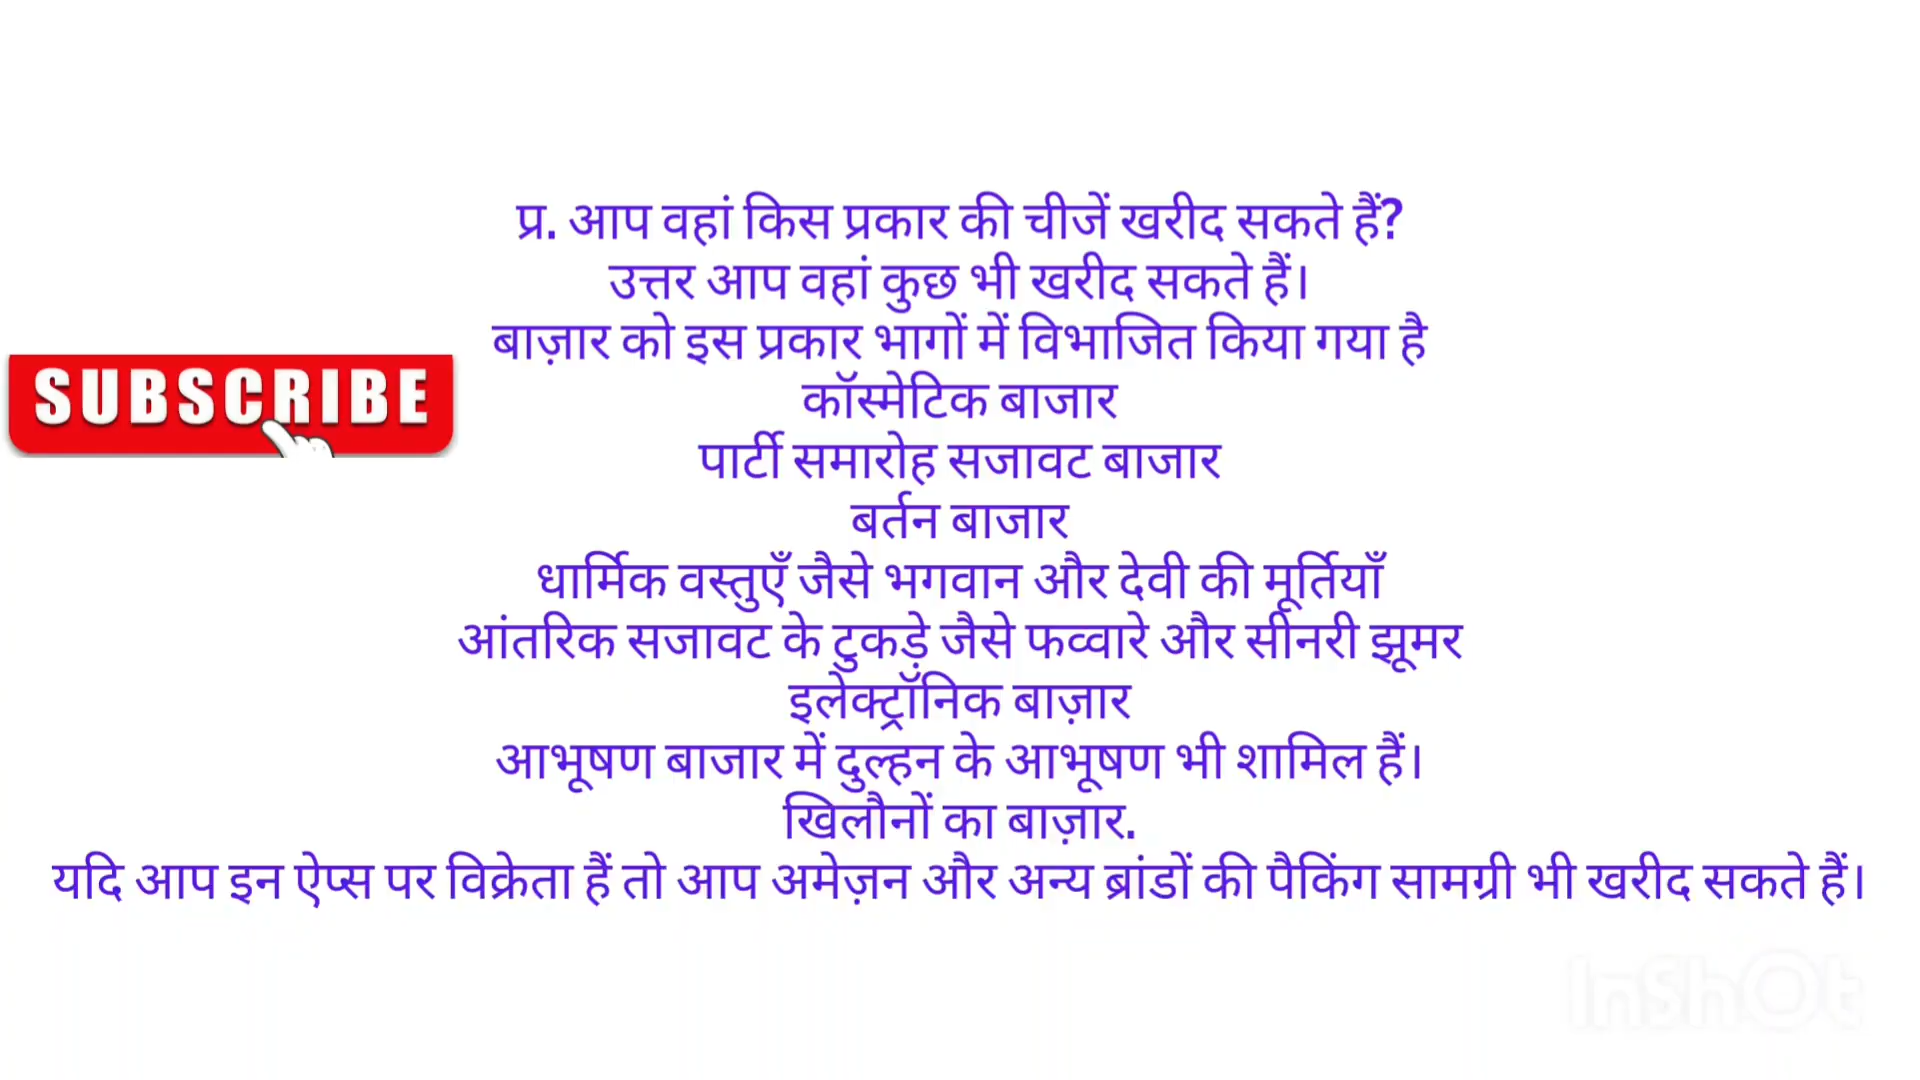 प्र. आप वहां किस प्रकार की चीजें खरीद सकते हैं?
उत्तर आप वहां कुछ भी खरीद सकते हैं।
बाज़ार को इस प्रकार भागों में विभाजित किया गया है
SUBSCRIBE
कॉस्मेटिक बाजार
पार्टी समारोह सजावट बाजार
बर्तन बाजार
धार्मिक वस्तुएँ जैसे भगवान और देवी की मूर्तियाँ
आंतरिक सजावट के टुकड़े जैसे फव्वारे और सीनरी झूमर
इलेक्ट्रॉनिक बाज़ार
आभूषण बाजार में दुल्हन के आभूषण भी शामिल हैं।
खिलौनों का बाज़ार.
यदि आप इन ऐप्स पर विक्रेता हैं तो आप अमेज़न और अन्य ब्रांडों की पैकिंग सामग्री भी खरीद सकते हैं।
InShOt